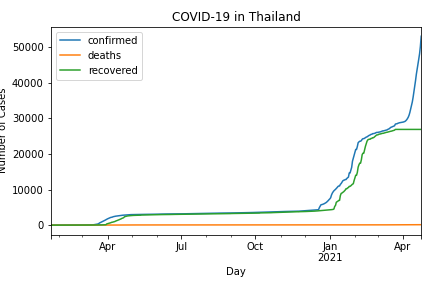 COVID-19 in Thailand
confirmed
deaths
recovered
Number of Cases
50000
40000
30000
20000
10000
0
Apr
Jul
Oct
Jan
2021
Apr
Day